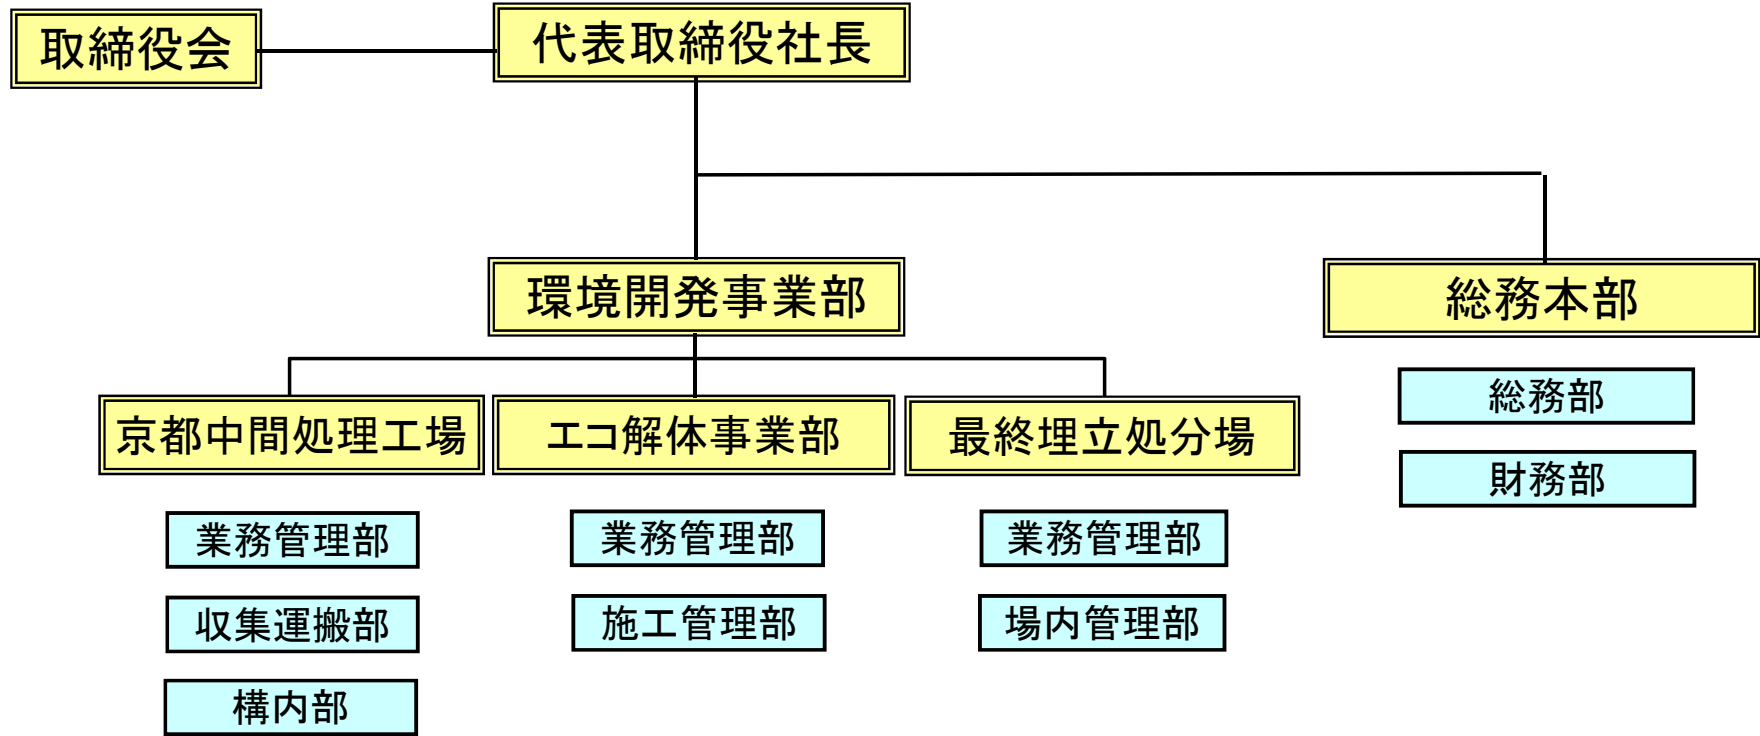 取締役会
代表取締役社長
環境開発事業部
総務本部
京都中間処理工場
エコ解体事業部
最終埋立処分場
総務部
財務部
業務管理部
業務管理部
業務管理部
収集運搬部
施工管理部
場内管理部
構内部